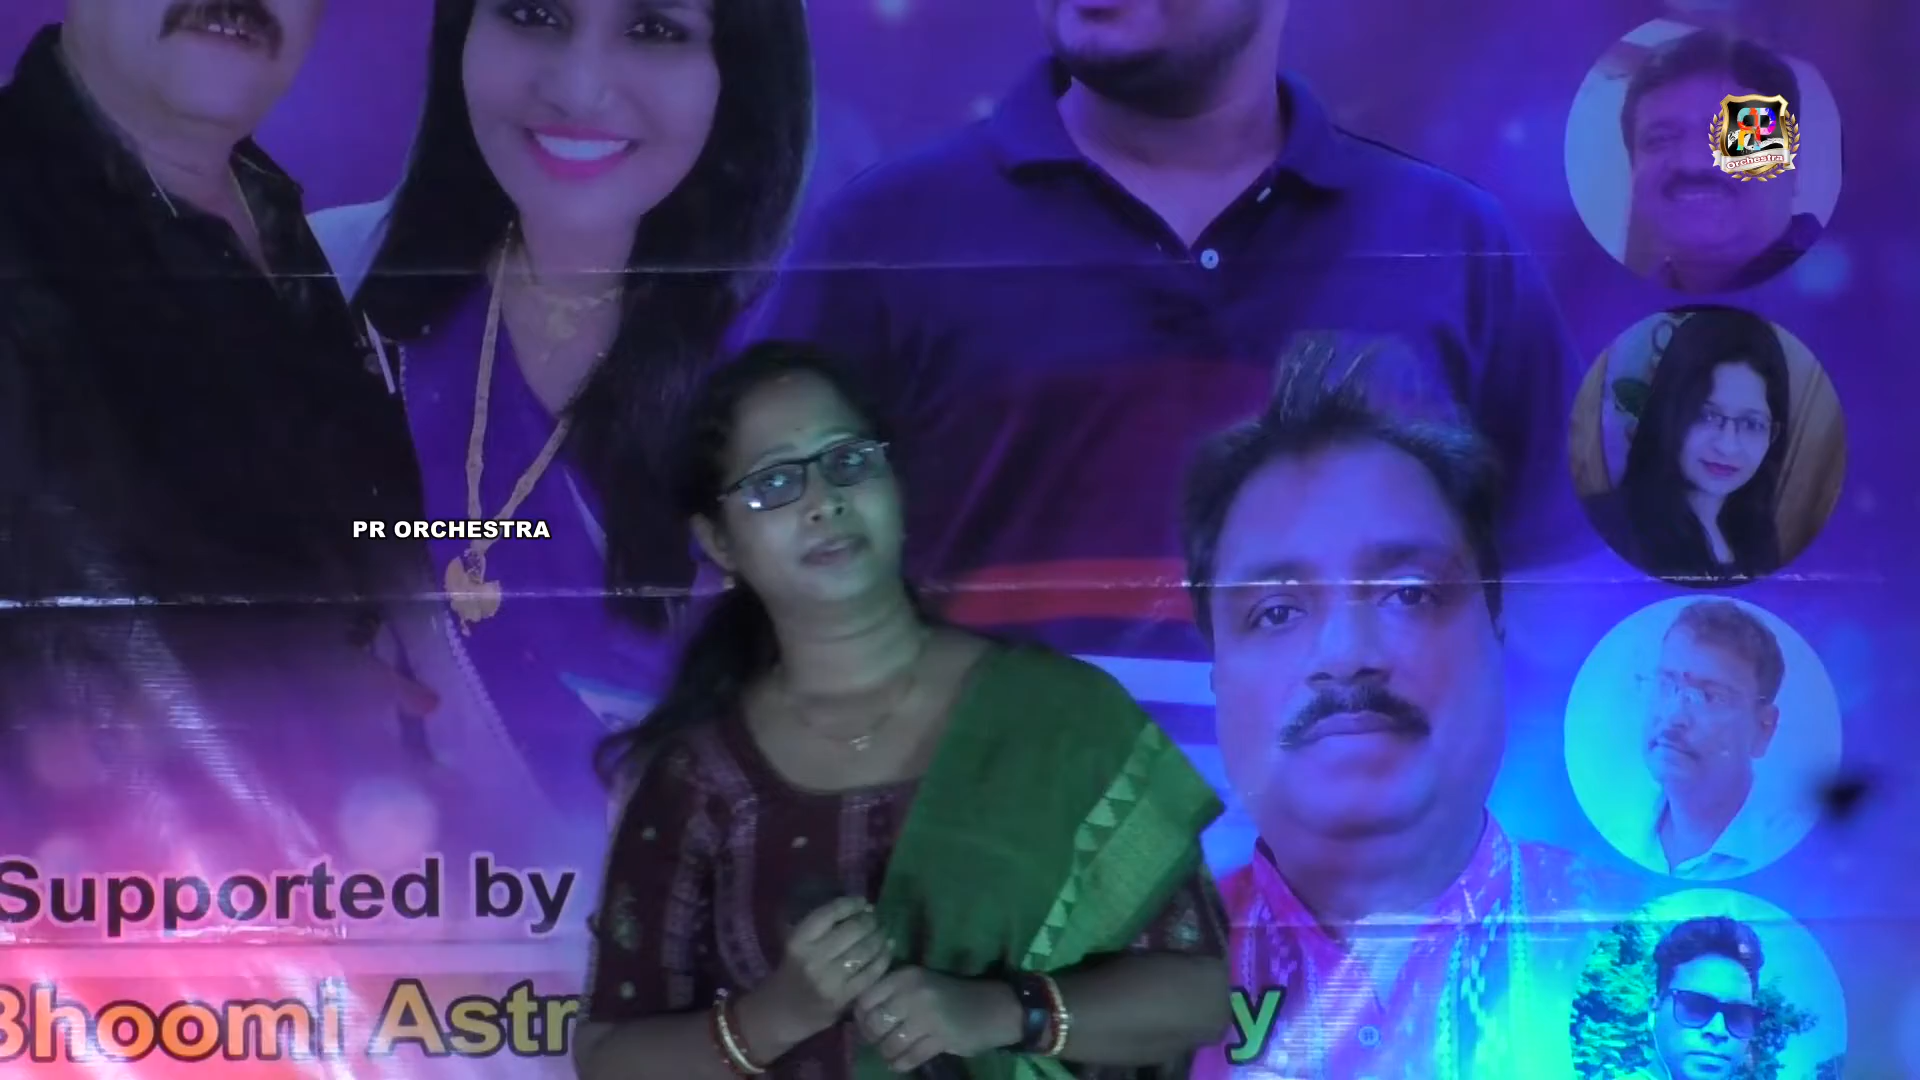 Orchestra
PR ORCHESTRA
Supported by
Bhoomi Astr
y